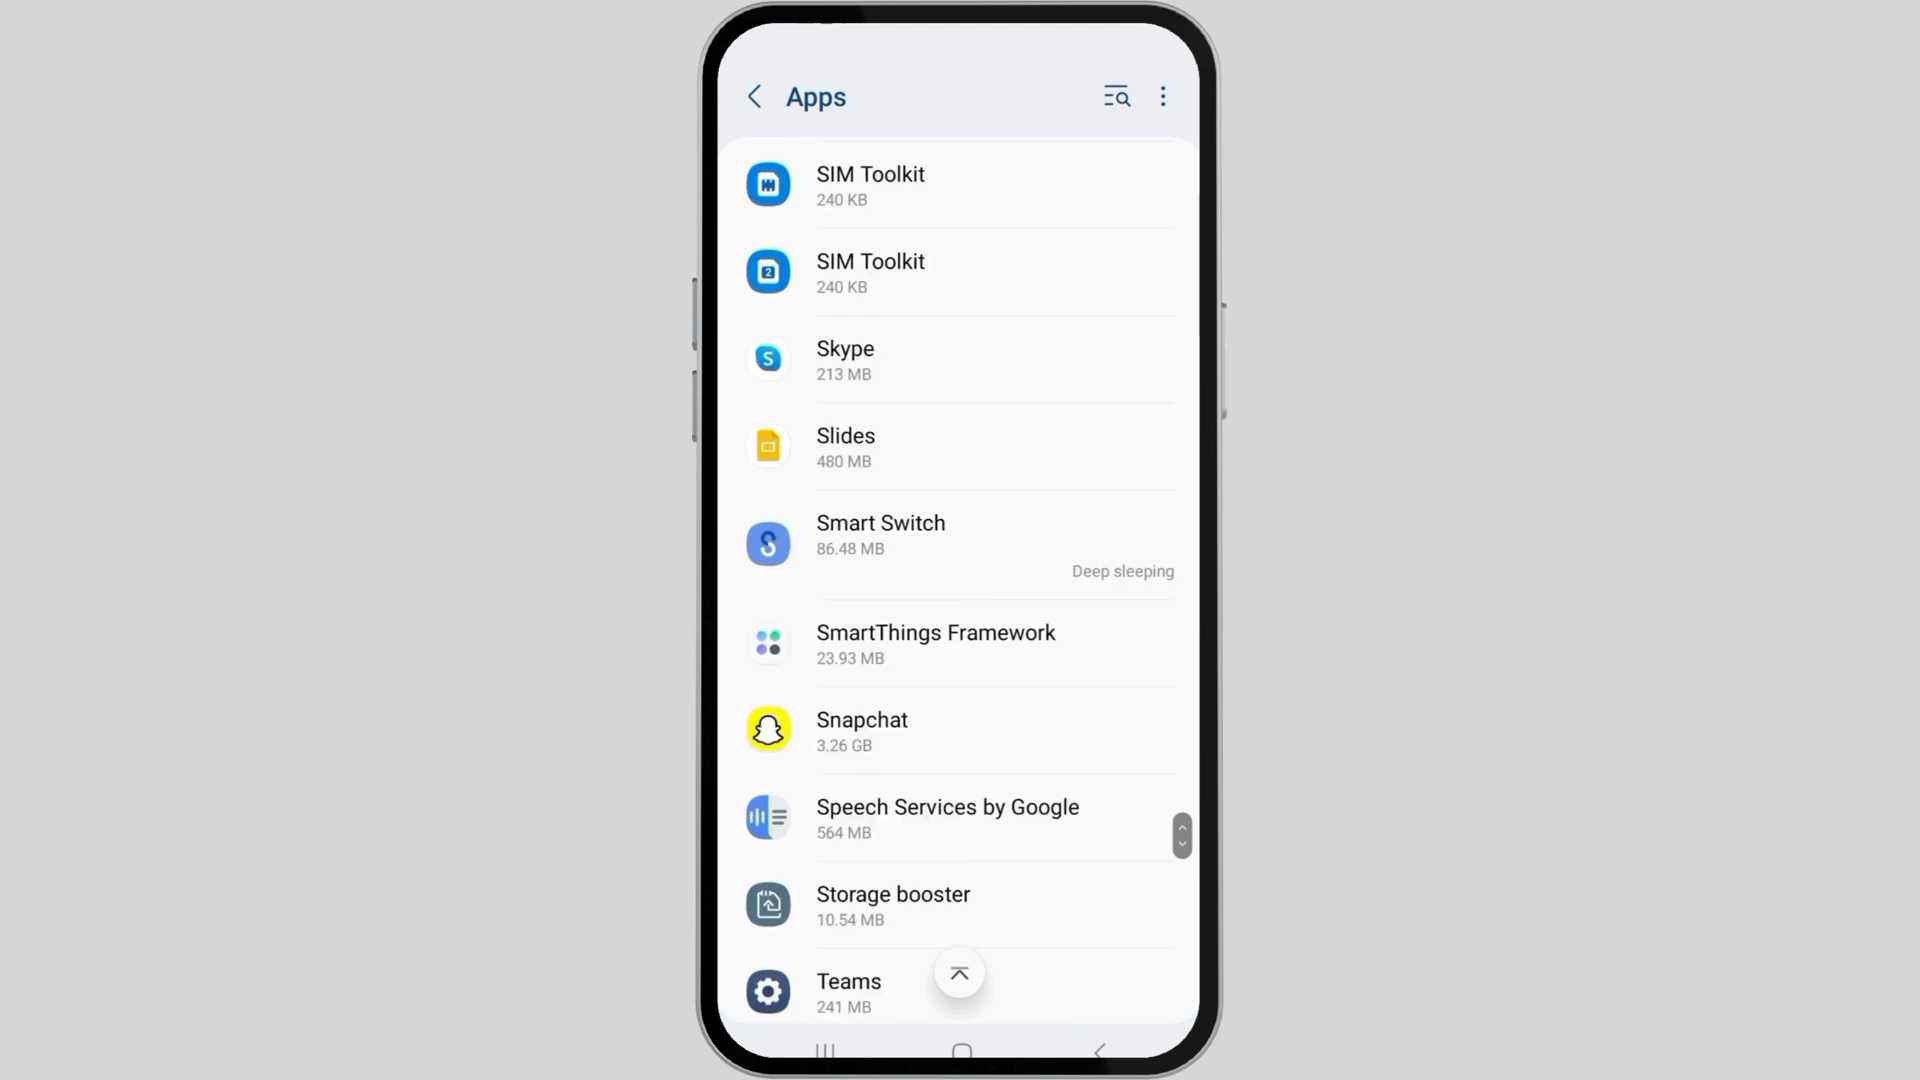 Apps
SIM Toolkit
240 KB
2
SIM Toolkit
240 KB
S
Skype
213 MB
Slides
480 MB
Smart Switch
86.48 MB
Deep sleeping
SmartThings Framework
23.93 MB
Snapchat
3.26 GB
Speech Services by Google
564 MB
Storage booster
10.54 MB
Teams
241 MB